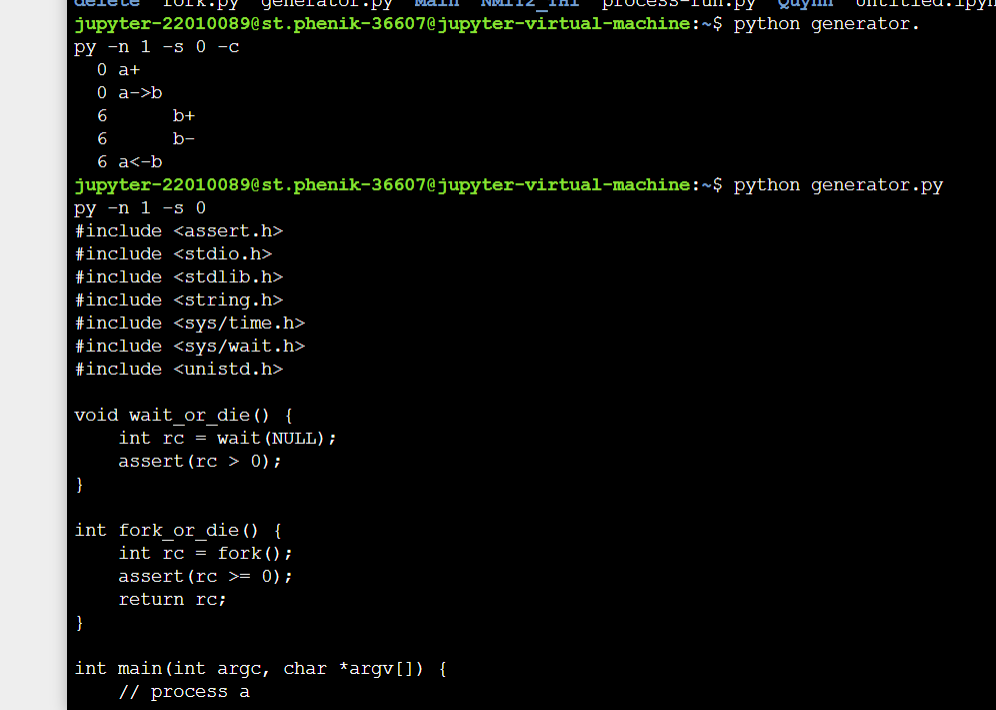 delete fork.py generator.py Main NMH2_TH1 process-run.py Quynh
jupyter-22010089@st.phenik-36607@jupyter-virtual-machine:~$ python generator.
py -n 1 -s 0 -c
  0 a+
  0 a->b
  6      b+
  6      b-
  6 a<-b
jupyter-22010089@st.phenik-36607@jupyter-virtual-machine:~$ python generator.py
py -n 1 -s 0
#include <assert.h>
#include <stdio.h>
#include <stdlib.h>
#include <string.h>
#include <sys/time.h>
#include <sys/wait.h>
#include <unistd.h>

void wait_or_die() {
    int rc = wait(NULL);
    assert(rc > 0);
}

int fork_or_die() {
    int rc = fork();
    assert(rc >= 0);
    return rc;
}

int main(int argc, char *argv[]) {
    // process a